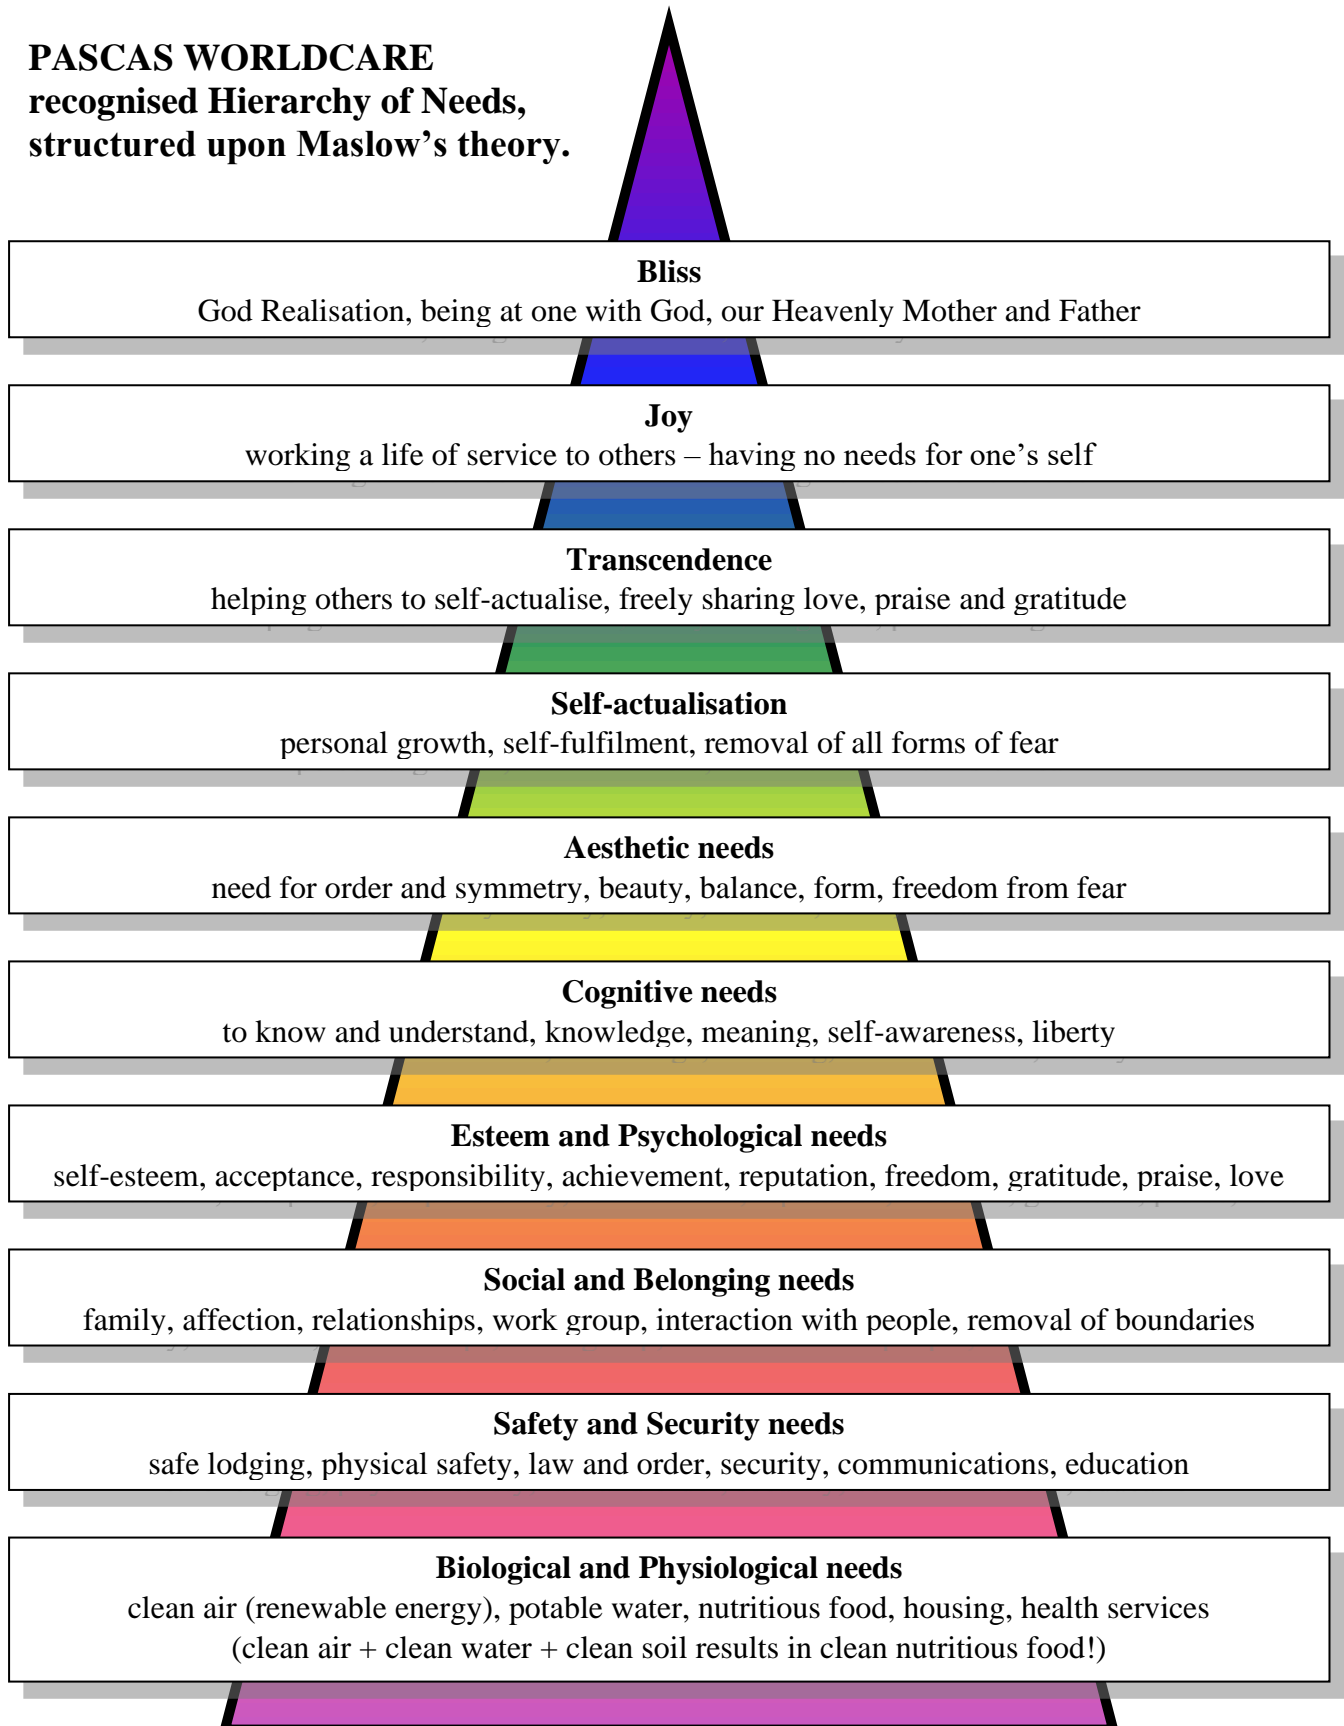 PASCAS WORLDCARE
recognised Hierarchy of Needs,
structured upon Maslow’s theory.
Bliss
God Realisation, being at one with God, our Heavenly Mother and Father
Joy
working a life of service to others – having no needs for one’s self
Transcendence
helping others to self-actualise, freely sharing love, praise and gratitude
Self-actualisation
personal growth, self-fulfilment, removal of all forms of fear
Aesthetic needs
need for order and symmetry, beauty, balance, form, freedom from fear
Cognitive needs
to know and understand, knowledge, meaning, self-awareness, liberty
Esteem and Psychological needs
self-esteem, acceptance, responsibility, achievement, reputation, freedom, gratitude, praise, love
Social and Belonging needs
family, affection, relationships, work group, interaction with people, removal of boundaries
Safety and Security needs
safe lodging, physical safety, law and order, security, communications, education
Biological and Physiological needs
clean air (renewable energy), potable water, nutritious food, housing, health services
(clean air + clean water + clean soil results in clean nutritious food!)